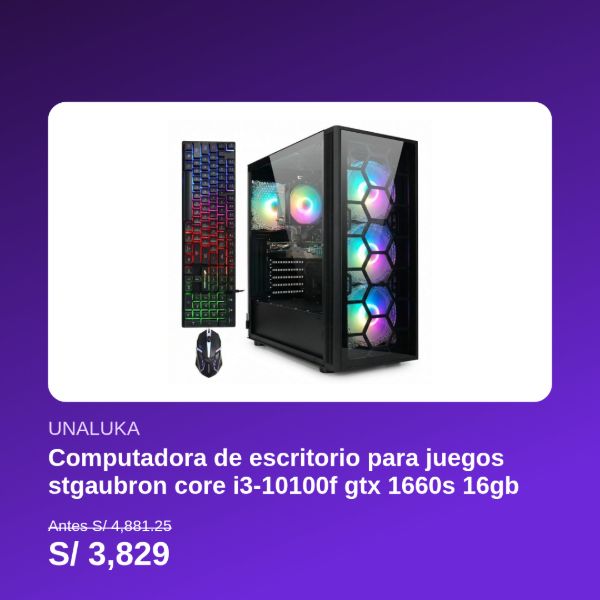 UNALUKA
Computadora de escritorio para juegos
stgaubron core i3-10100f gtx 1660s 16gb
Antes S/ 4,881.25
S/ 3,829